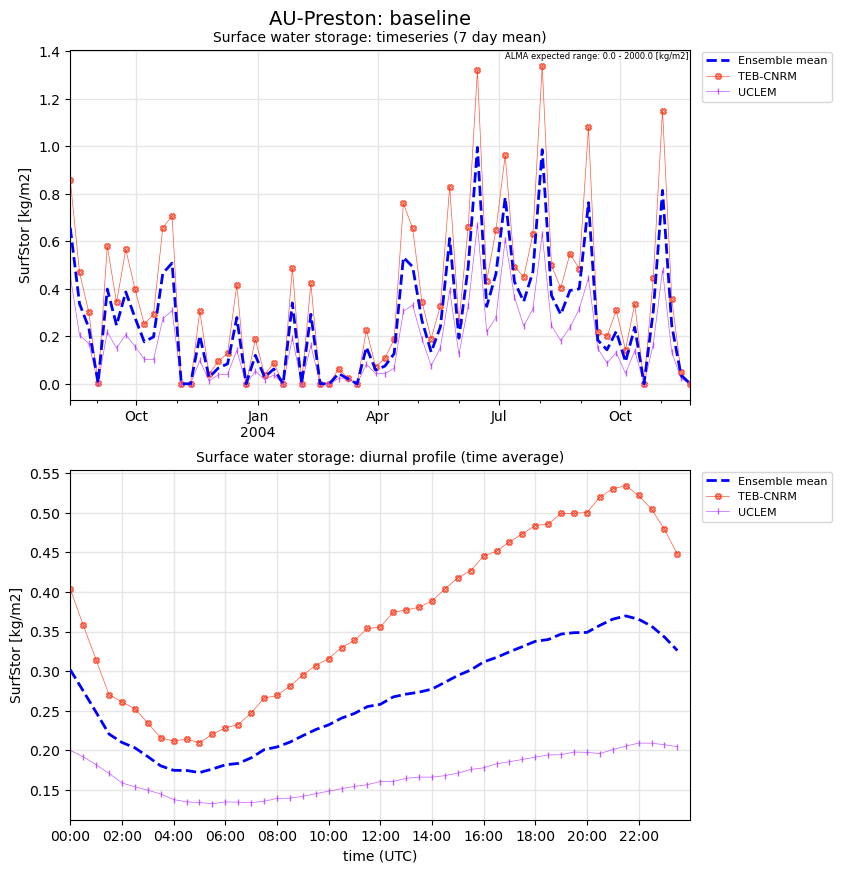 AU-Preston: baseline
Surface water storage: timeseries (7 day mean)
ALMA expected range: 0.0 - 2000.0 [kg/m2]
Ensemble mean
TEB-CNRM
UCLEM
SurfStor [kg/m2]
1.4
1.2
1.0
0.8
0.6
0.4
0.2
0.0
Oct Jan Apr Jul Oct
2004
Surface water storage: diurnal profile (time average)
Ensemble mean
TEB-CNRM
UCLEM
SurfStor [kg/m2]
0.55
0.50
0.45
0.40
0.35
0.30
0.25
0.20
0.15
00:00 02:00 04:00 06:00 08:00 10:00 12:00 14:00 16:00 18:00 20:00 22:00
time (UTC)